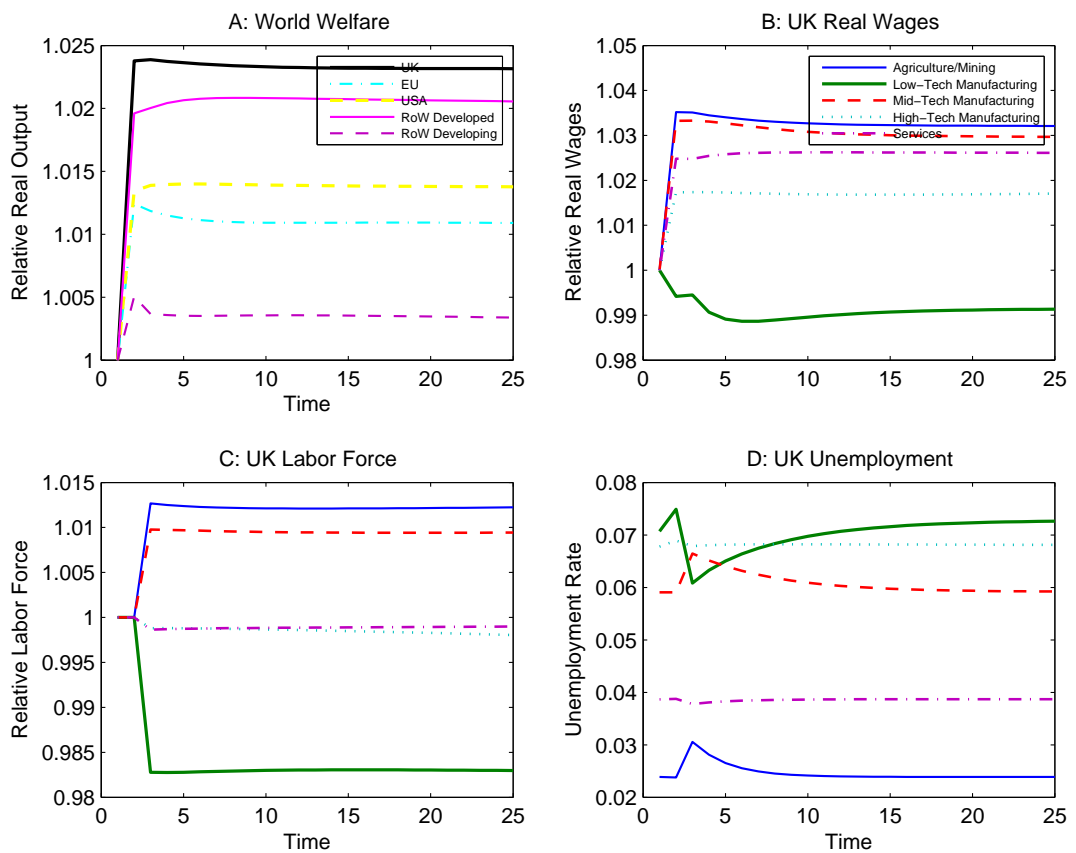 A: World Welfare
1.025
1.02
1.015
1.01
1.005
1
Relative Real Output
UK
EU
USA
RoW Developed
RoW Developing
0 5 10 15 20 25
Time
B: UK Real Wages
1.05
1.04
1.03
1.02
1.01
1
0.99
0.98
Relative Real Wages
Agriculture/Mining
Low-Tech Manufacturing
Mid-Tech Manufacturing
High-Tech Manufacturing
Services
0 5 10 15 20 25
Time
C: UK Labor Force
1.015
1.01
1.005
1
0.995
0.99
0.985
0.98
Relative Labor Force
0 5 10 15 20 25
Time
D: UK Unemployment
0.08
0.07
0.06
0.05
0.04
0.03
0.02
Unemployment Rate
0 5 10 15 20 25
Time